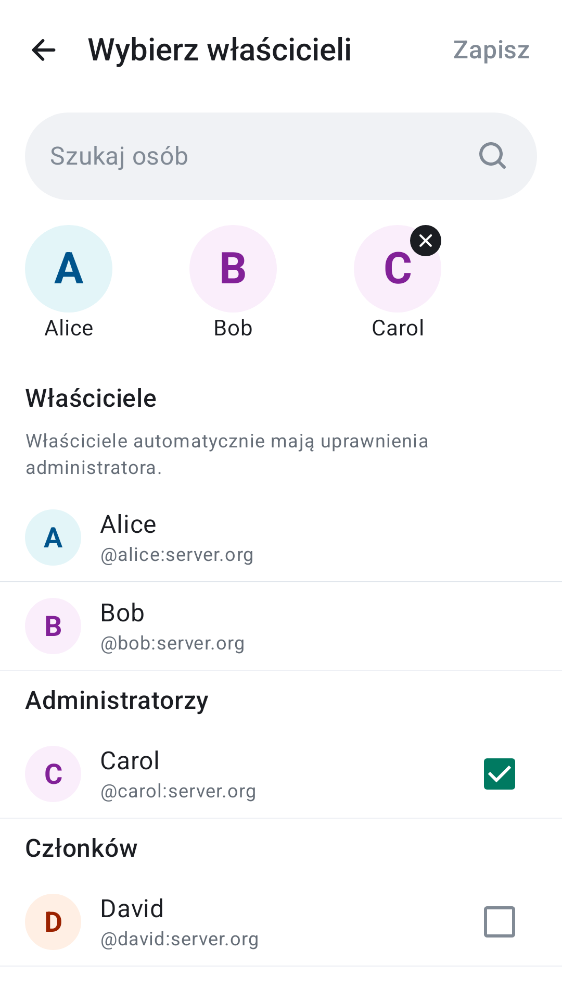 Wybierz właścicieli
Zapisz
Szukaj osób
A
B
C
Alice
Bob
Carol
Właściciele
Właściciele automatycznie mają uprawnienia
administratora.
A
Alice
@alice:server.org
B
Bob
@bob:server.org
Administratorzy
C
Carol
@carol:server.org
Członków
D
David
@david:server.org